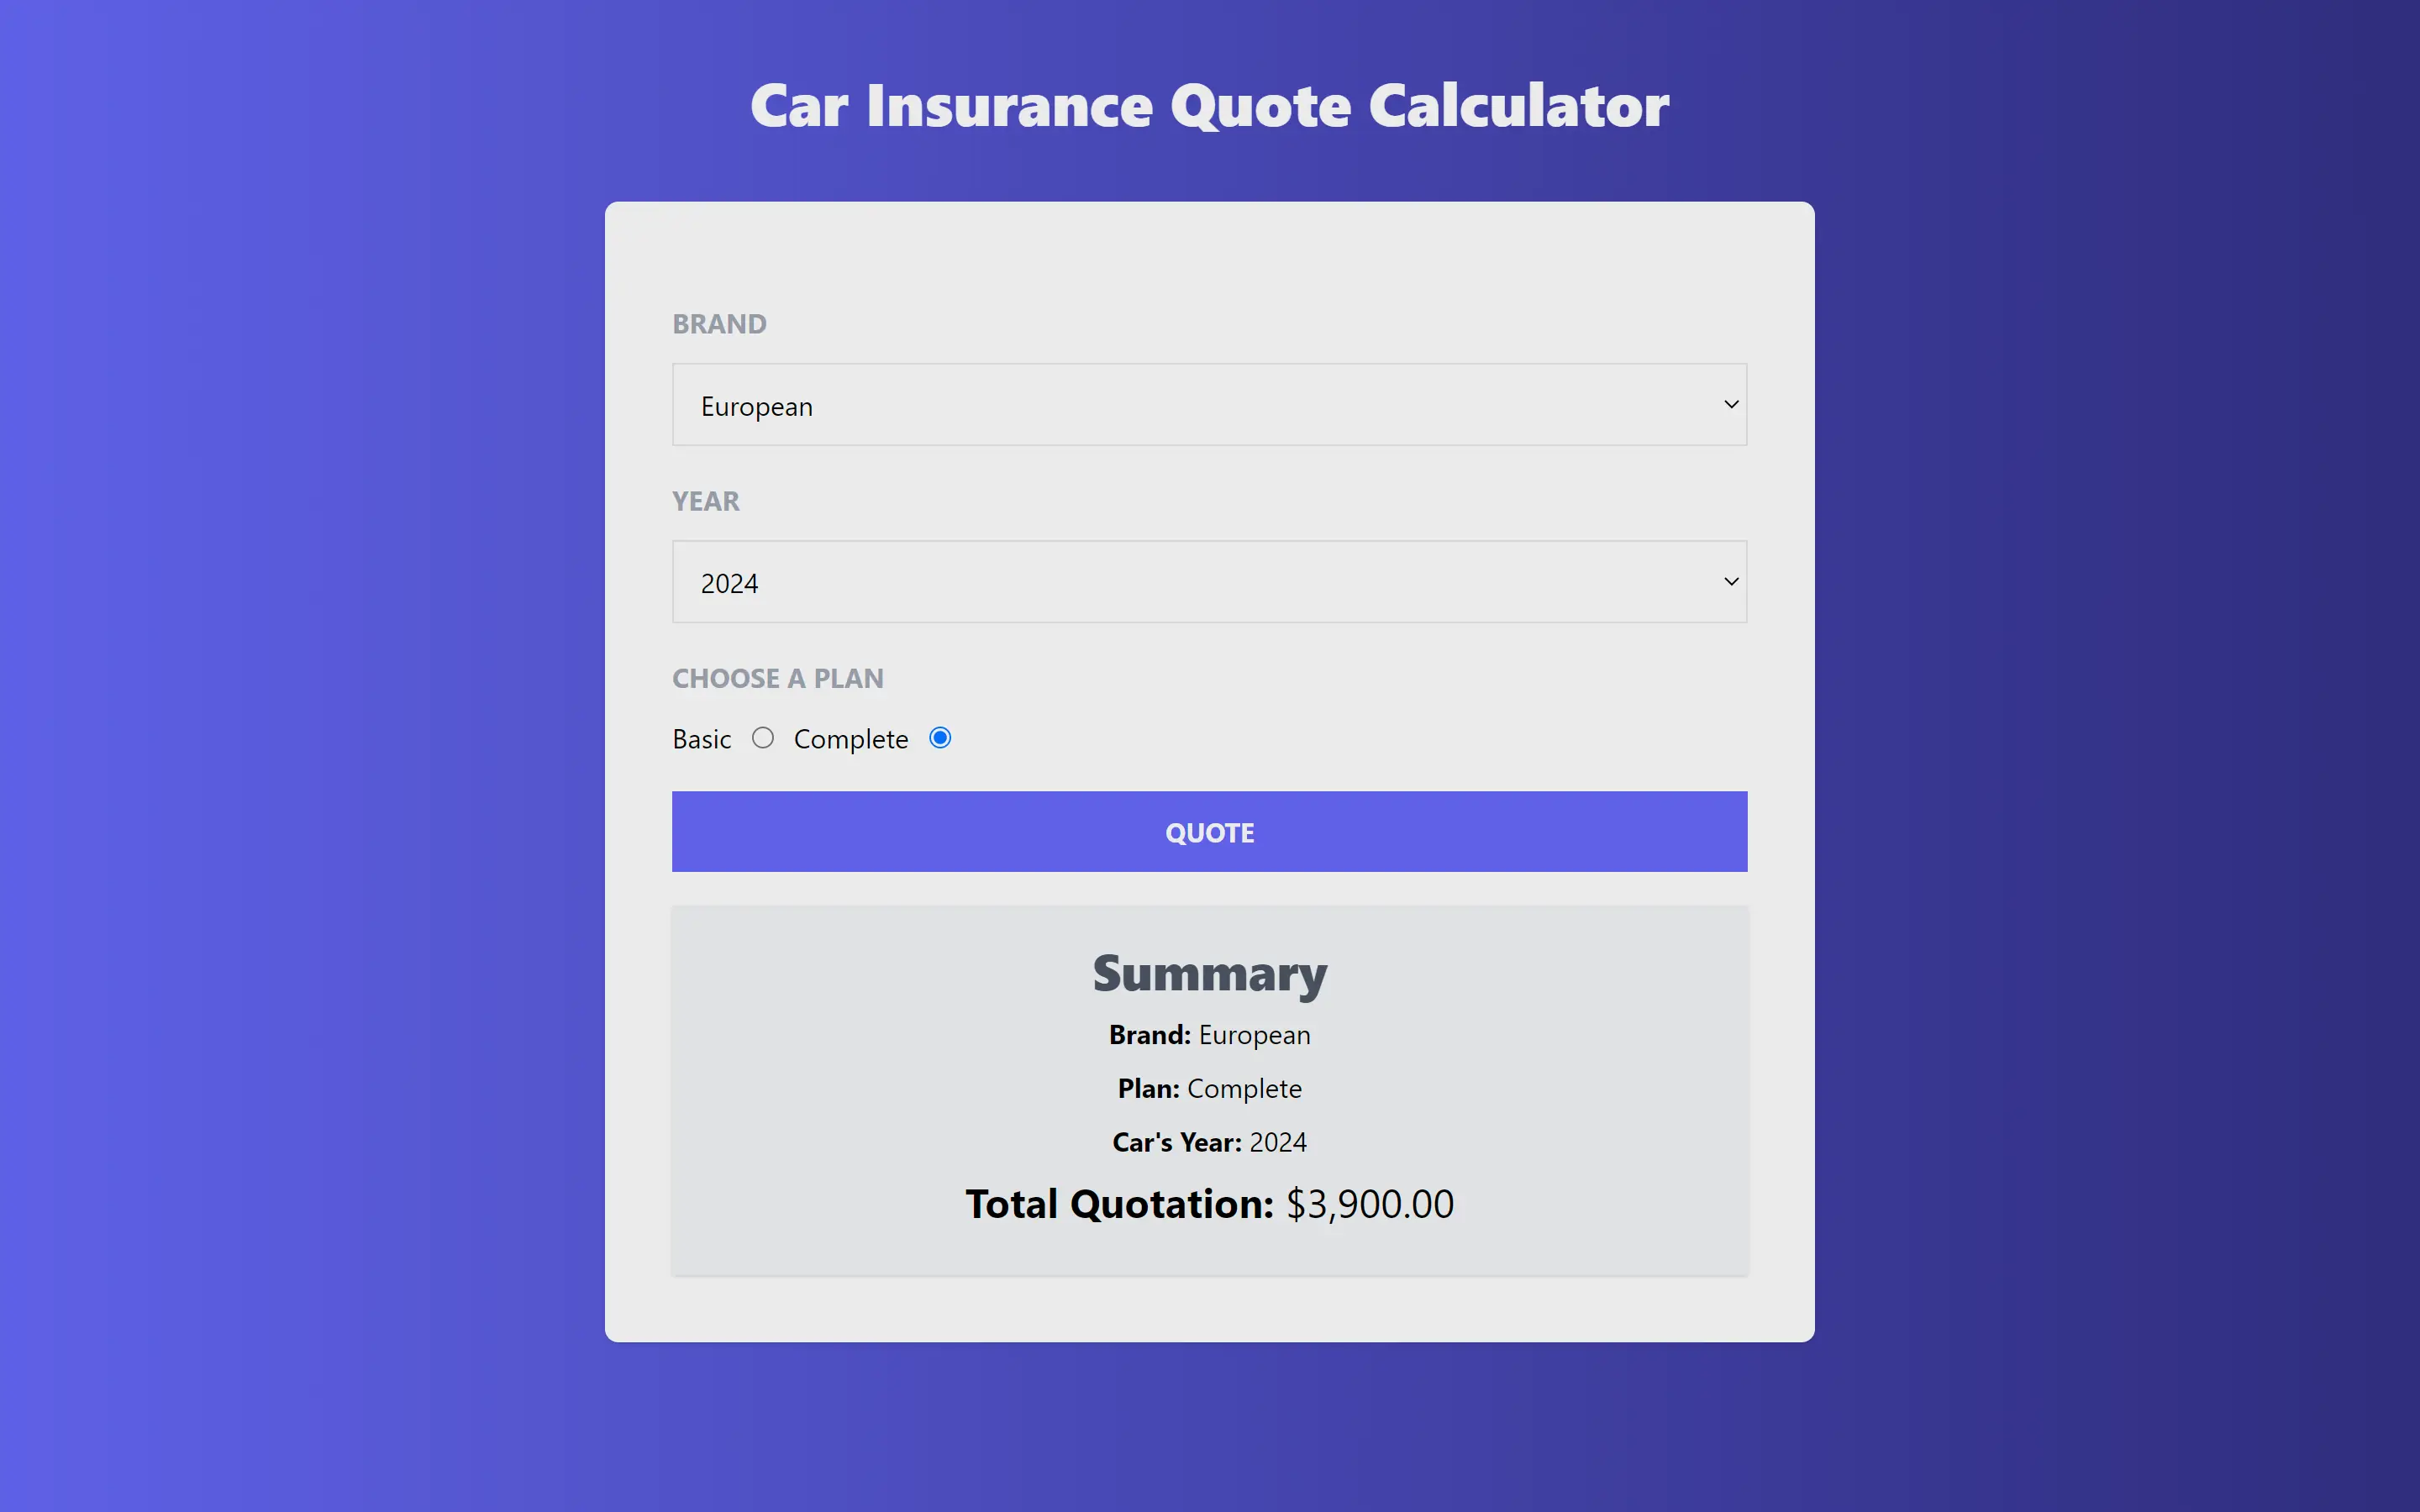 Car Insurance Quote Calculator
BRAND
European
YEAR
2024
CHOOSE A PLAN
Basic Complete
QUOTE
Summary
Brand: European
Plan: Complete
Car's Year: 2024
Total Quotation: $3,900.00